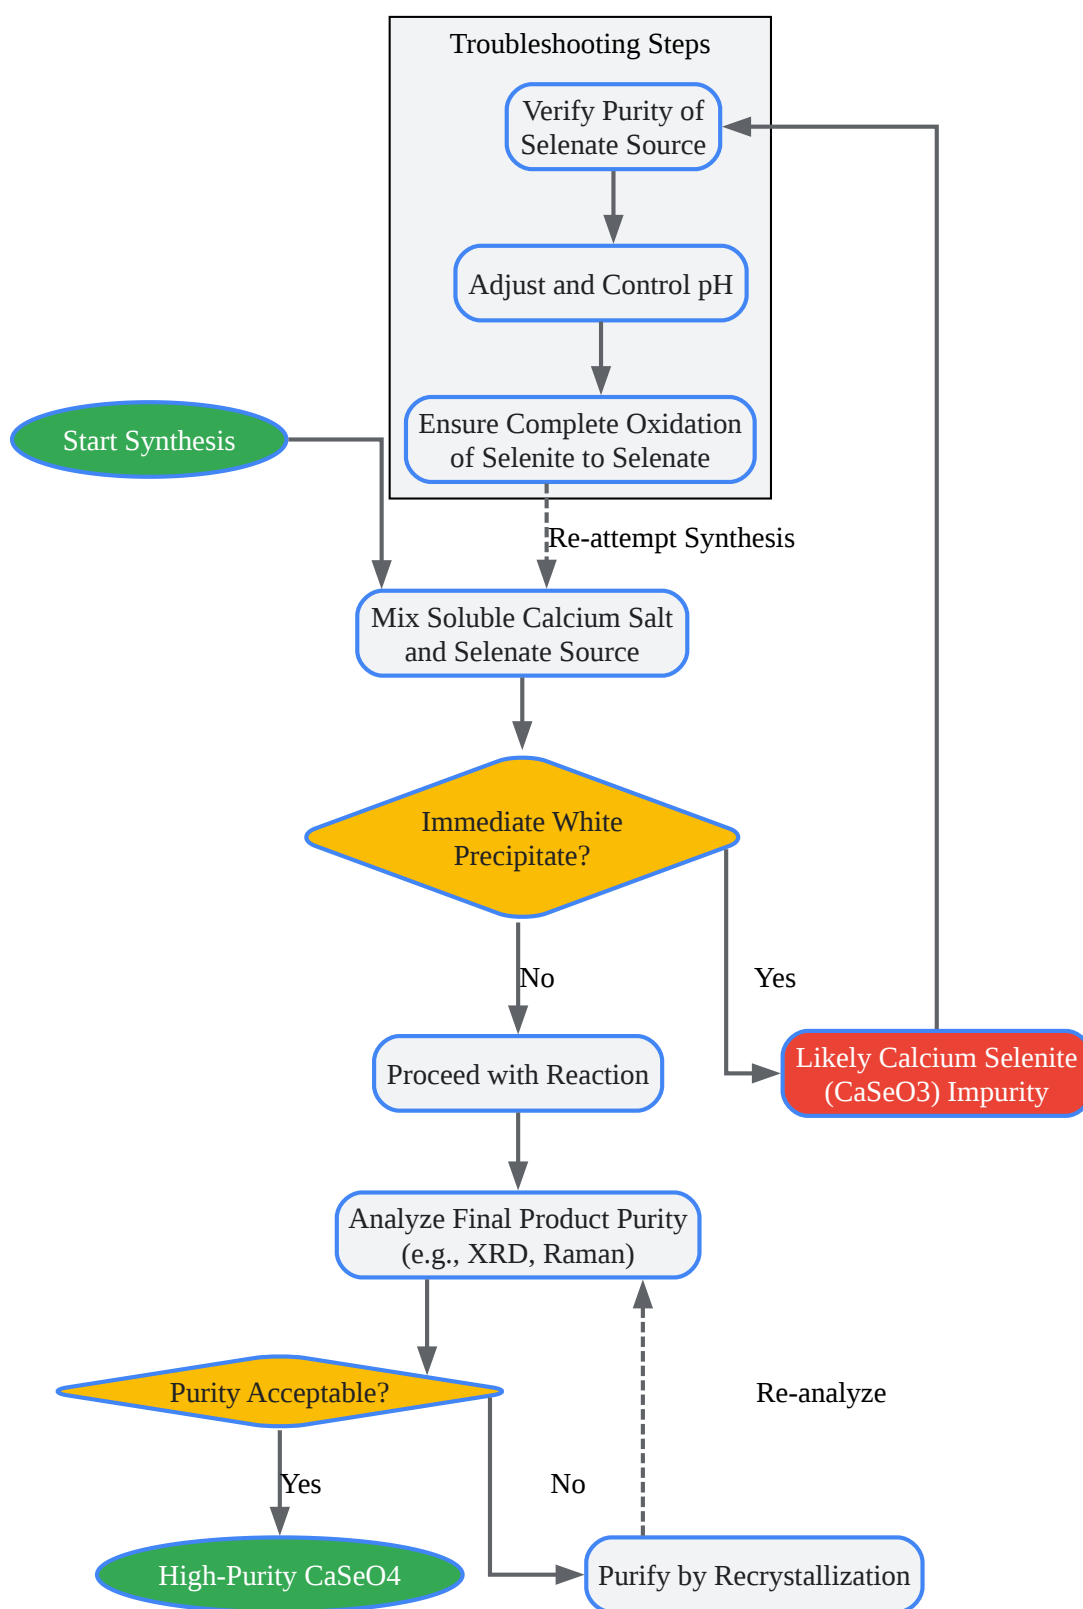 Troubleshooting Steps
Verify Purity of
Selenate Source
Adjust and Control pH
Ensure Complete Oxidation
of Selenite to Selenate
Start Synthesis
Re-attempt Synthesis
Mix Soluble Calcium Salt
and Selenate Source
Immediate White
Precipitate?
No
Yes
Proceed with Reaction
Likely Calcium Selenite
(CaSeO3) Impurity
Analyze Final Product Purity
(e.g., XRD, Raman)
Purity Acceptable?
Re-analyze
Yes
No
High-Purity CaSeO4
Purify by Recrystallization